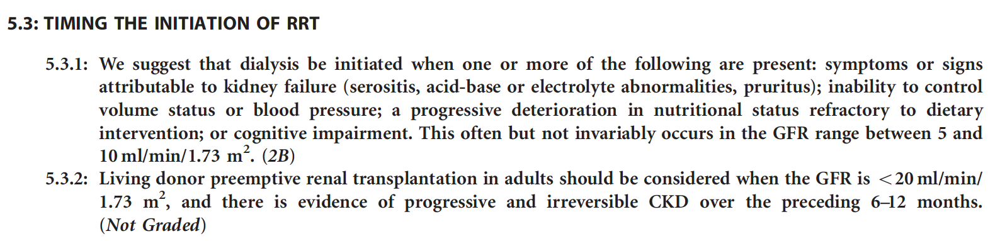 5.3: TIMING THE INITIATION OF RRT
5.3.1: We suggest that dialysis be initiated when one or more of the following are present: symptoms or signs
attributable to kidney failure (serositis, acid-base or electrolyte abnormalities, pruritus); inability to control
volume status or blood pressure; a progressive deterioration in nutritional status refractory to dietary
intervention; or cognitive impairment. This often but not invariably occurs in the GFR range between 5 and
10 ml/min/1.73 m². (2B)
5.3.2: Living donor preemptive renal transplantation in adults should be considered when the GFR is <20 ml/min/
1.73 m², and there is evidence of progressive and irreversible CKD over the preceding 6–12 months.
(Not Graded)